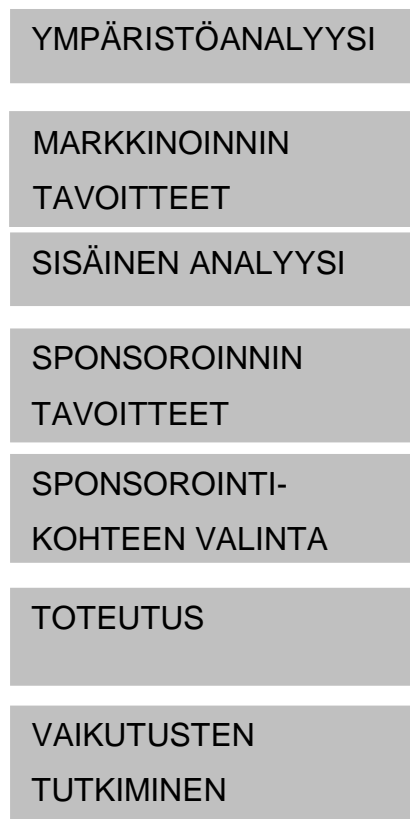 YMPÄRISTÖANALYYSI
MARKKINOINNIN
TAVOITTEET
SISÄINEN ANALYYSI
SPONSOROINNIN
TAVOITTEET
SPONSOROINTI-
KOHTEEN VALINTA
TOTEUTUS
VAIKUTUSTEN
TUTKIMINEN